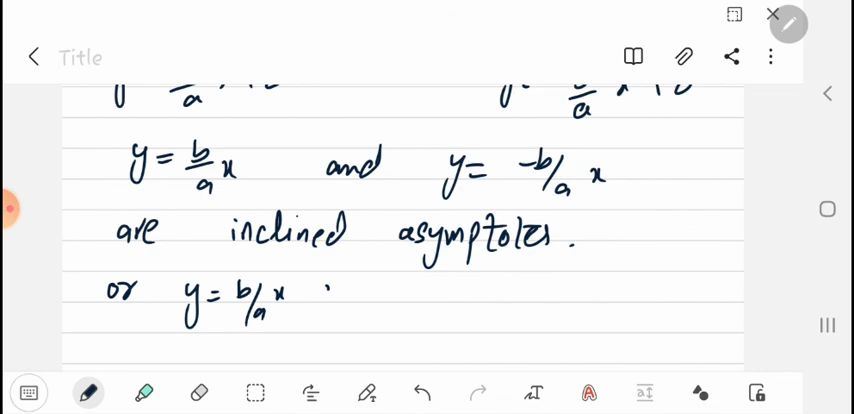 Title
y = b/a x and y = -b/a x
are inclined asymptotes.
or y = b/a x